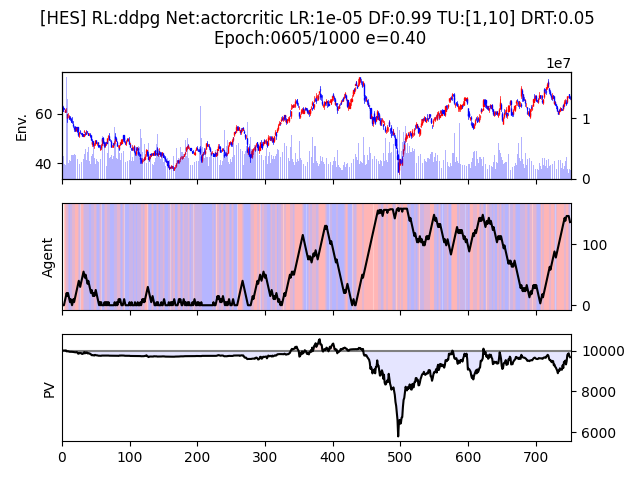 [HES] RL:ddpg Net:actorcritic LR:1e-05 DF:0.99 TU:[1,10] DRT:0.05
Epoch:0605/1000 e=0.40
1e7
Env.
60
40
1
0
Agent
100
0
PV
10000
8000
6000
0 100 200 300 400 500 600 700